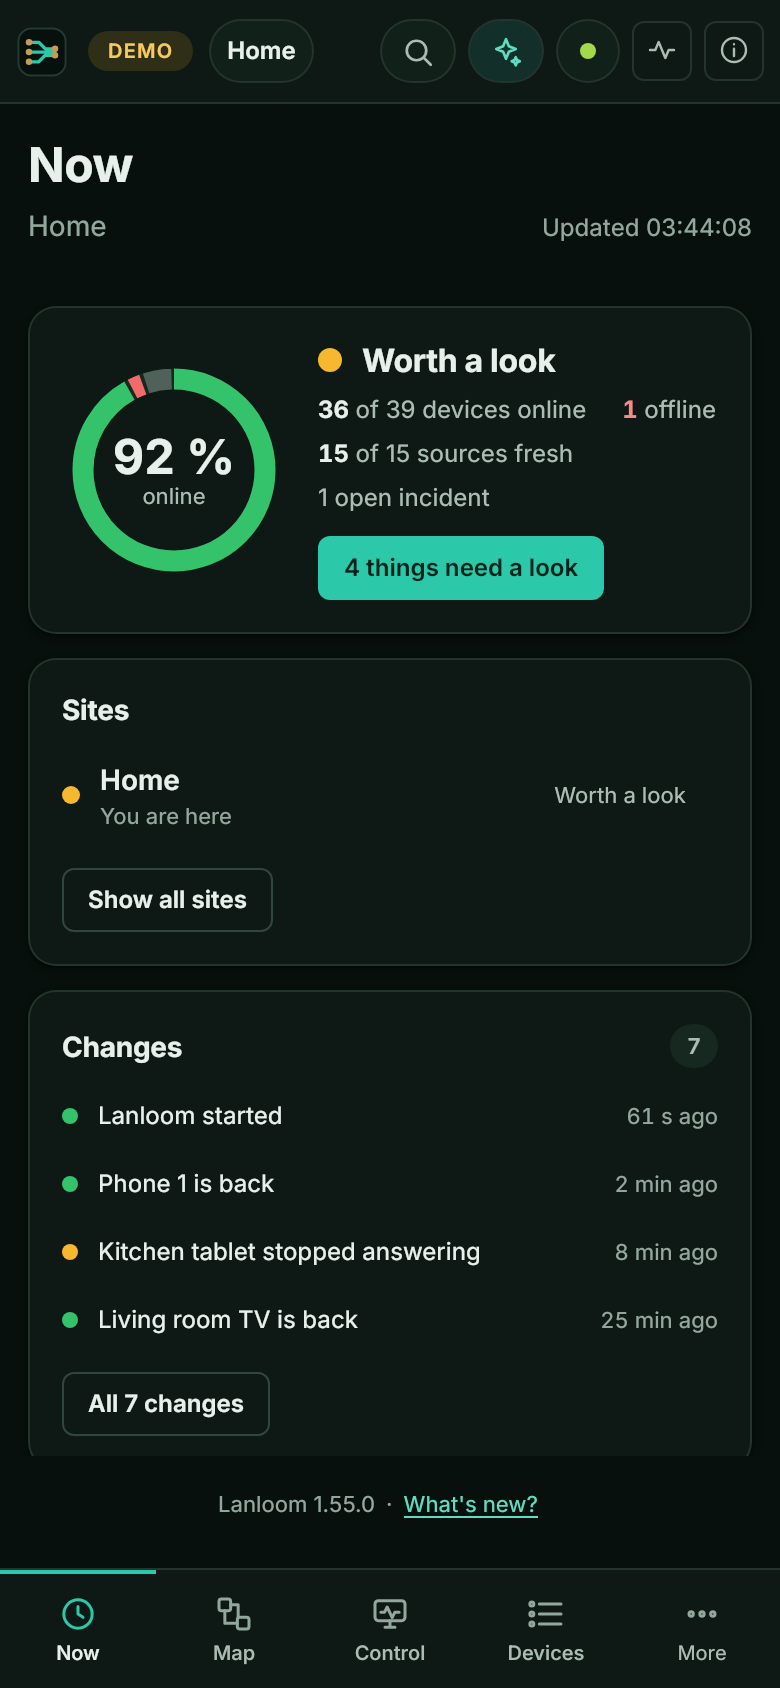 DEMO
Home
Now
Home
Updated 03:44:08
92 %
online
Worth a look
36 of 39 devices online 1 offline
15 of 15 sources fresh
1 open incident
4 things need a look
Sites
Home
You are here
Worth a look
Show all sites
Changes
7
Lanloom started
61 s ago
Phone 1 is back
2 min ago
Kitchen tablet stopped answering
8 min ago
Living room TV is back
25 min ago
All 7 changes
Lanloom 1.55.0 · What's new?
Now
Map
Control
Devices
More